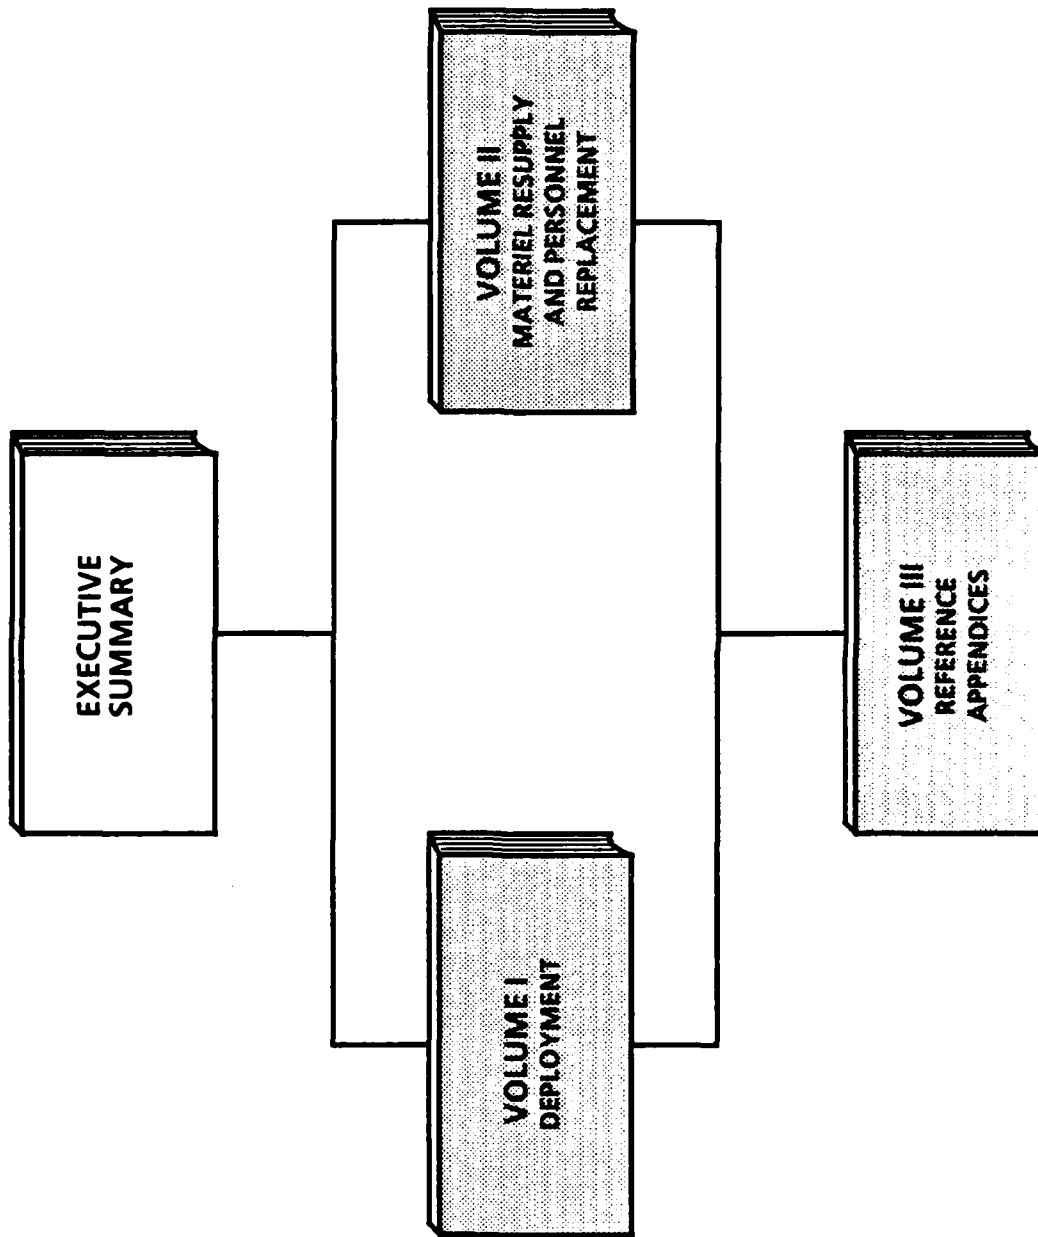 EXECUTIVE
SUMMARY
VOLUME I
DEPLOYMENT
VOLUME II
MATERIEL RESUPPLY
AND PERSONNEL
REPLACEMENT
VOLUME III
REFERENCE
APPENDICES